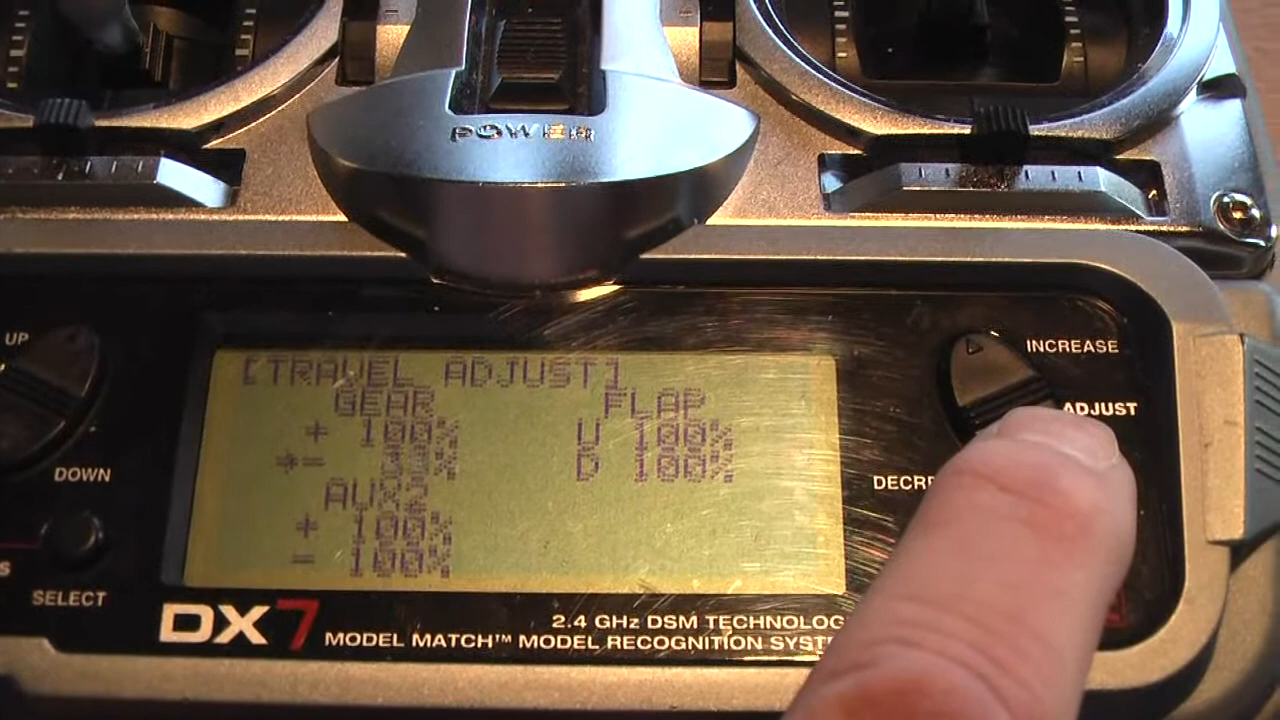 POWER
UP
INCREASE
ADJUST
DOWN
DECRE
SELECT
[TRAVEL ADJUST]
GEAR FLAP
+ 100% U 100%
D 100%
AUX2
+ 100%
- 100%
DX7
2.4 GHz DSM TECHNOLOG
MODEL MATCH™ MODEL RECOGNITION SYST